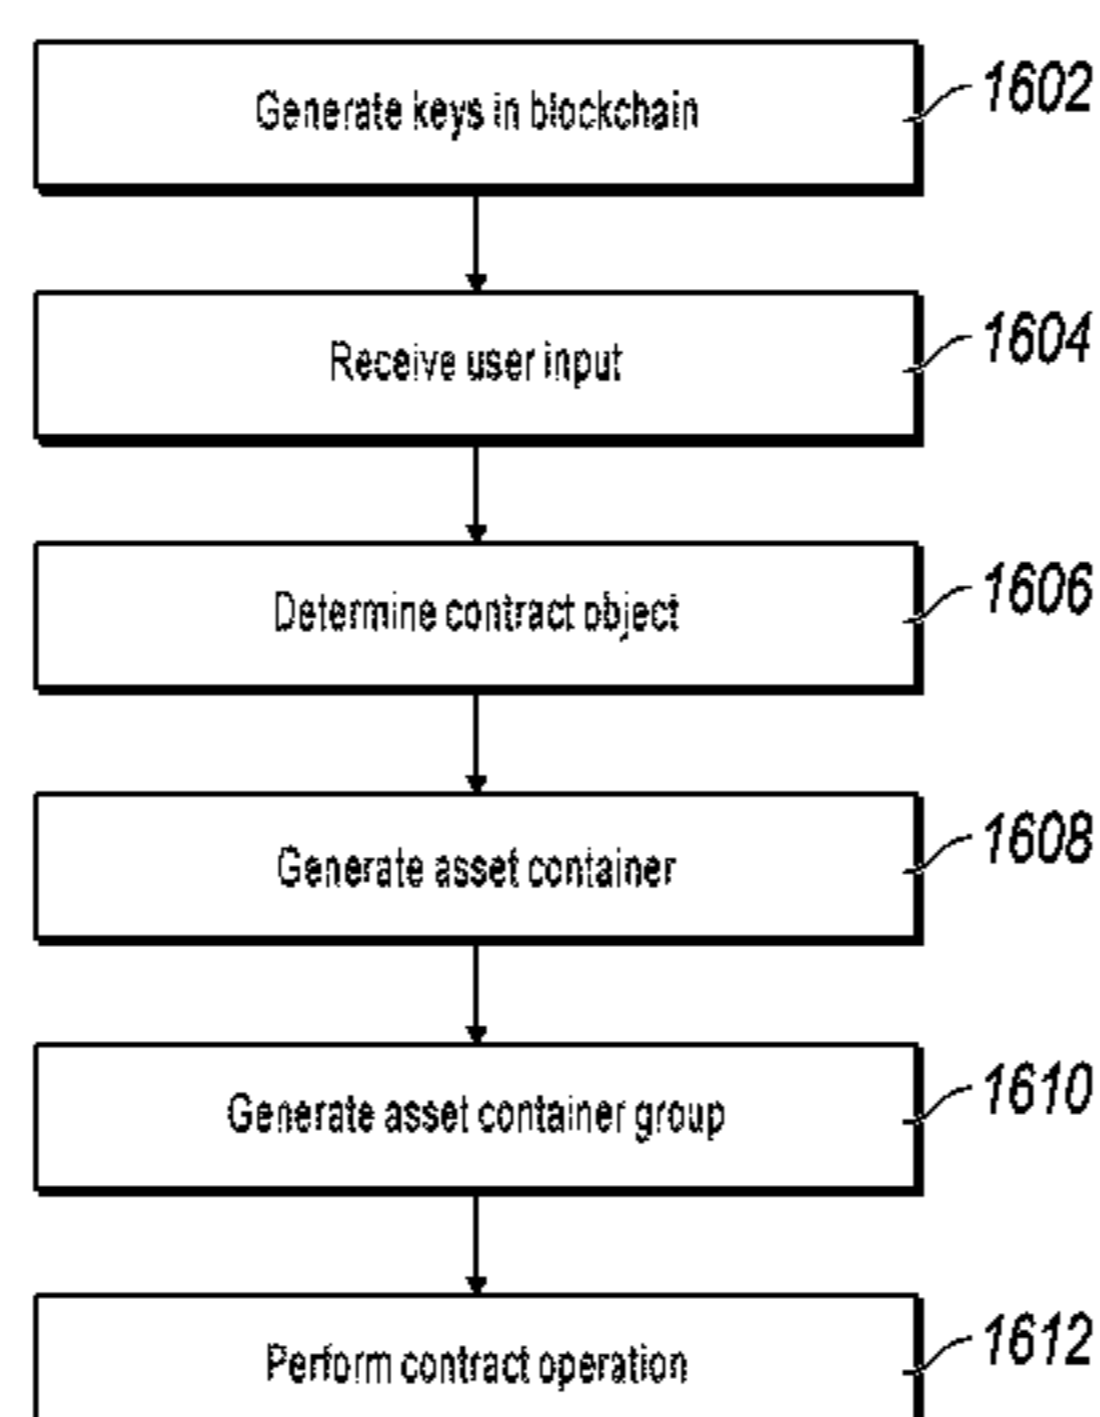 Generate keys in blockchain
1602
Receive user input
1604
Determine contract object
1606
Generate asset container
1608
Generate asset container group
1610
Perform contract operation
1612